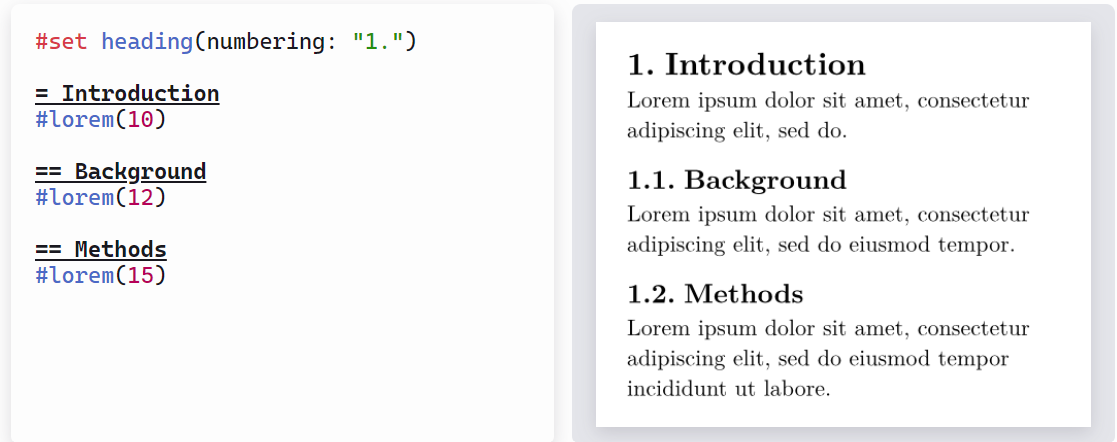 #set heading(numbering: "1.")
= Introduction
#lorem(10)
== Background
#lorem(12)
== Methods
#lorem(15)
1. Introduction
Lorem ipsum dolor sit amet, consectetur
adipiscing elit, sed do.
1.1. Background
Lorem ipsum dolor sit amet, consectetur
adipiscing elit, sed do eiusmod tempor.
1.2. Methods
Lorem ipsum dolor sit amet, consectetur
adipiscing elit, sed do eiusmod tempor
incididunt ut labore.